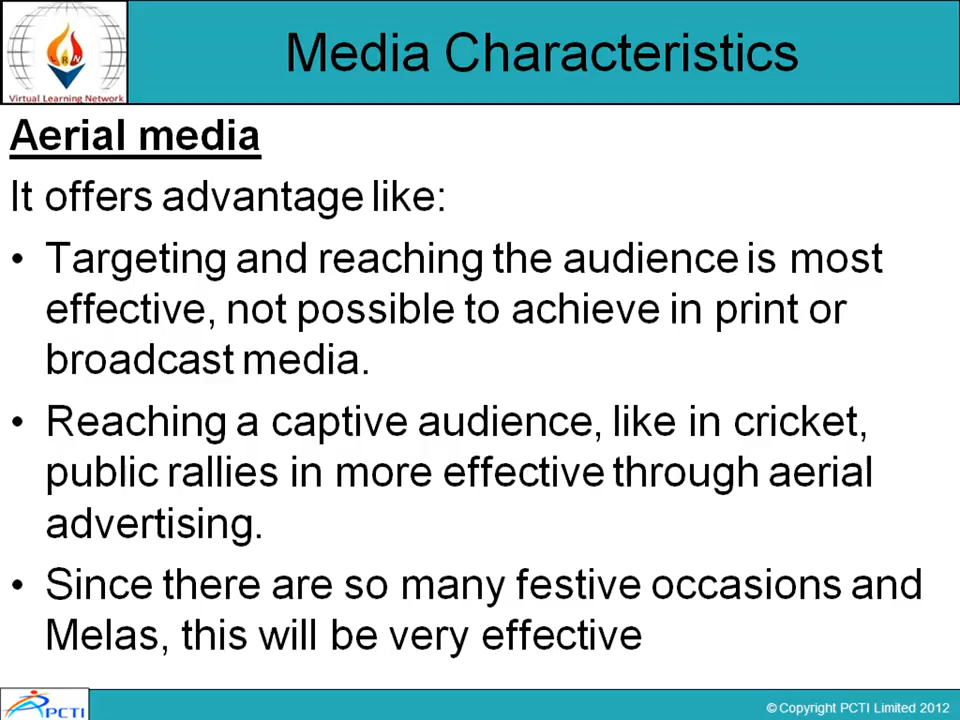 Media Characteristics
LRN
Virtual Learning Network
Aerial media
It offers advantage like:
• Targeting and reaching the audience is most
effective, not possible to achieve in print or
broadcast media.
• Reaching a captive audience, like in cricket,
public rallies in more effective through aerial
advertising.
• Since there are so many festive occasions and
Melas, this will be very effective
PCTI
© Copyright PCTI Limited 2012